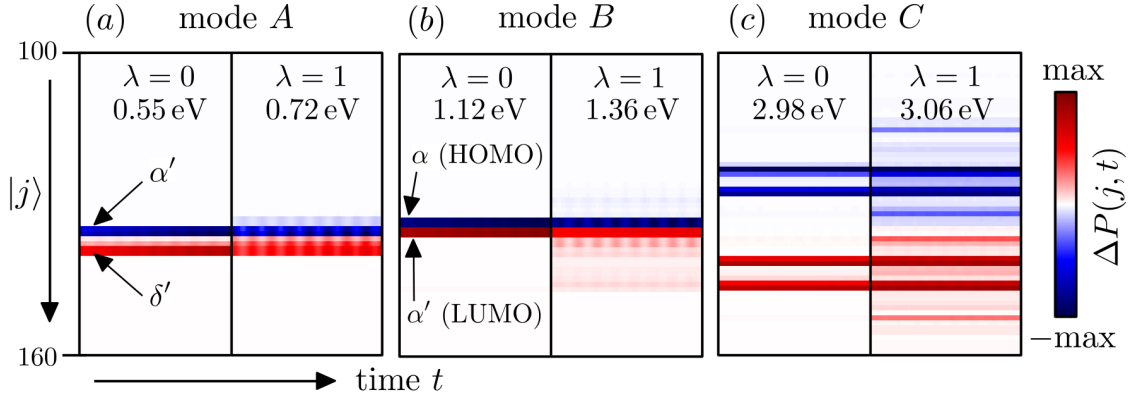 (a) mode A
(b) mode B
(c) mode C
100
|j⟩
160
λ = 0
0.55 eV
λ = 1
0.72 eV
α′
δ′
λ = 0
1.12 eV
λ = 1
1.36 eV
α (HOMO)
α′ (LUMO)
λ = 0
2.98 eV
λ = 1
3.06 eV
max
ΔP(j, t)
−max
time t